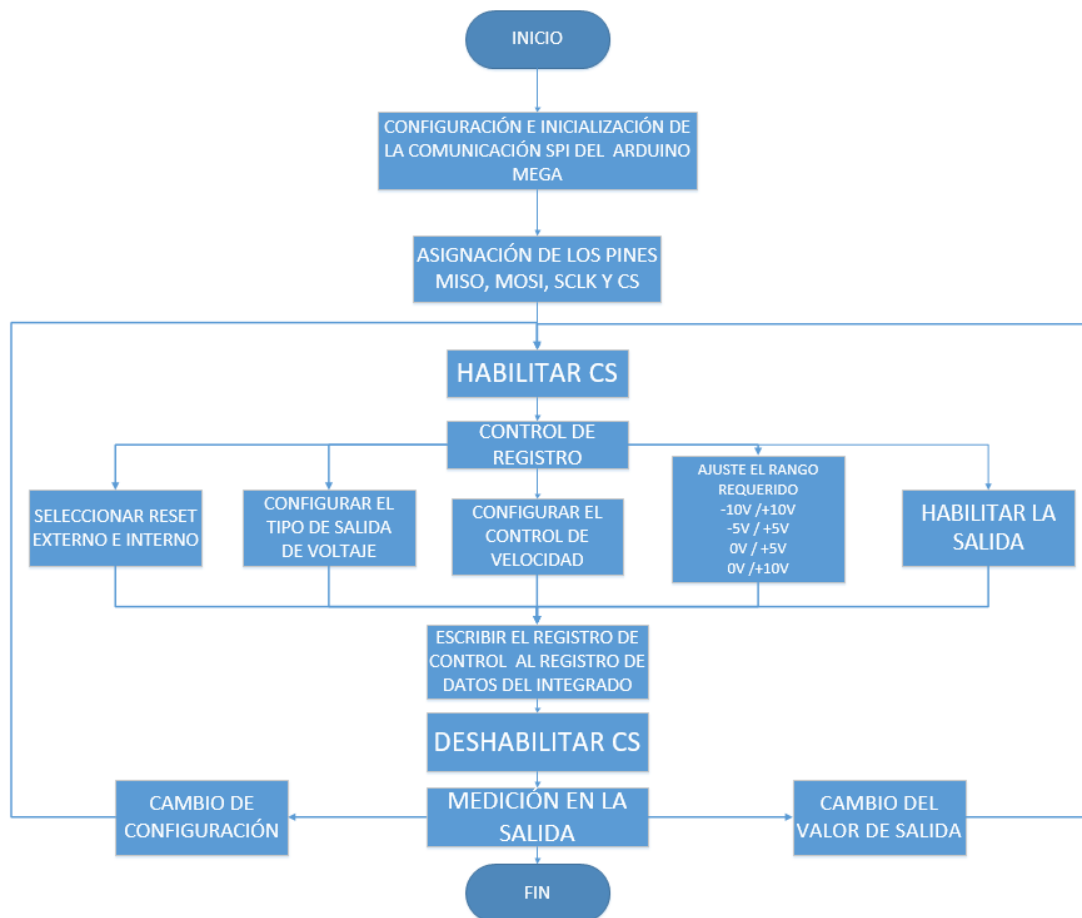 INICIO
CONFIGURACIÓN E INICIALIZACIÓN DE
LA COMUNICACIÓN SPI DEL ARDUINO
MEGA
ASIGNACIÓN DE LOS PINES
MISO, MOSI, SCLK Y CS
HABILITAR CS
CONTROL DE
REGISTRO
SELECCIONAR RESET
EXTERNO E INTERNO
CONFIGURAR EL
TIPO DE SALIDA
DE VOLTAJE
CONFIGURAR EL
CONTROL DE
VELOCIDAD
AJUSTE EL RANGO
REQUERIDO
-10V /+10V
-5V / +5V
0V / +5V
0V /+10V
HABILITAR LA
SALIDA
ESCRIBIR EL REGISTRO DE
CONTROL AL REGISTRO DE
DATOS DEL INTEGRADO
DESHABILITAR CS
CAMBIO DE
CONFIGURACIÓN
MEDICIÓN EN LA
SALIDA
CAMBIO DEL
VALOR DE SALIDA
FIN